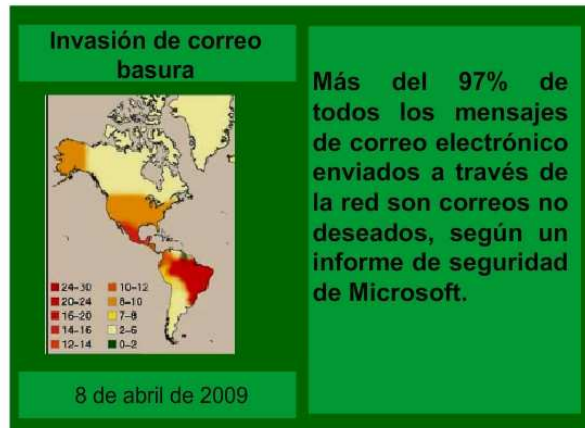 Invasión de correo
basura
24-30
20-24
16-20
14-16
12-14
10-12
8-10
7-8
2-6
0-2
8 de abril de 2009
Más del 97% de
todos los mensajes
de correo electrónico
enviados a través de
la red son correos no
deseados, según un
informe de seguridad
de Microsoft.